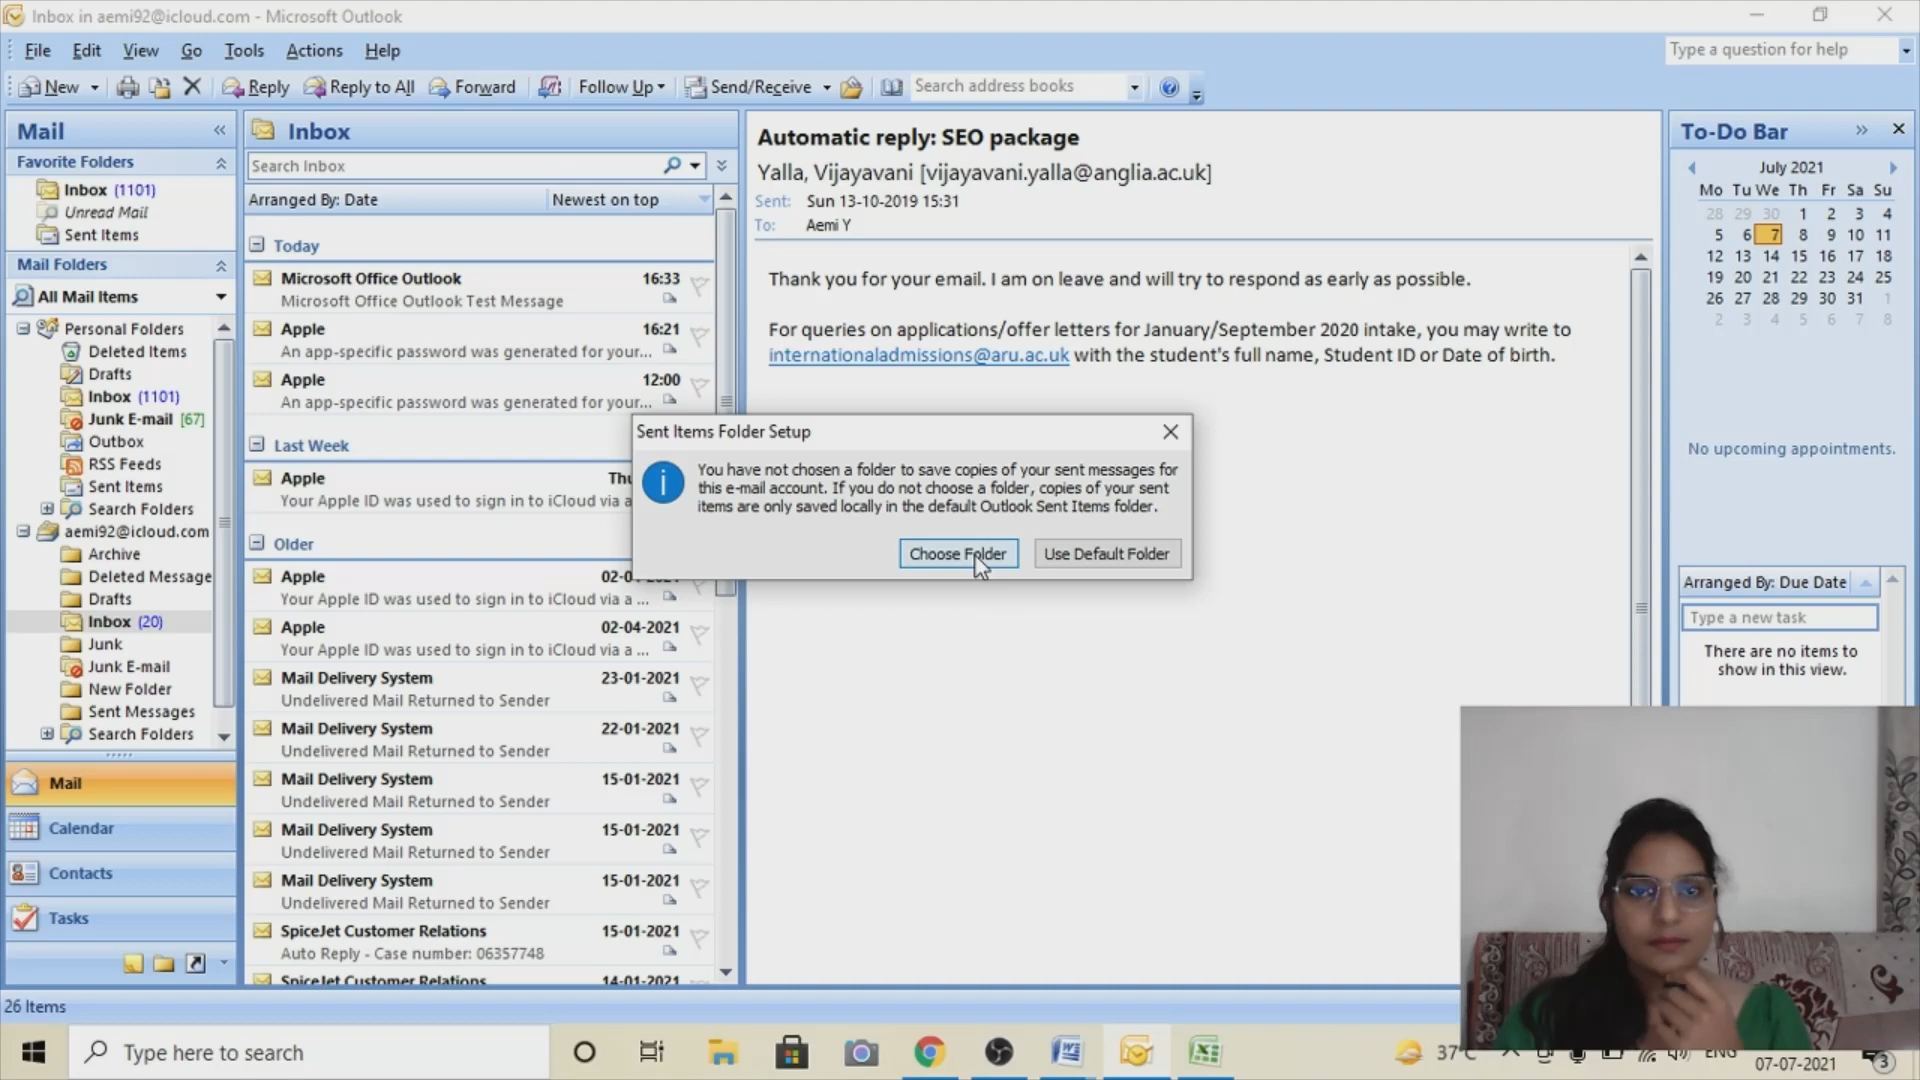 Inbox in aemi92@icloud.com - Microsoft Outlook
File Edit View Go Tools Actions Help
Type a question for help
New Reply Reply to All Forward Follow Up Send/Receive Search address books
Mail
Favorite Folders
Inbox (1101)
Unread Mail
Sent Items
Mail Folders
All Mail Items
Personal Folders
Deleted Items
Drafts
Inbox (1101)
Junk E-mail [67]
Outbox
RSS Feeds
Sent Items
Search Folders
aemi92@icloud.com
Archive
Deleted Message
Drafts
Inbox (20)
Junk
Junk E-mail
New Folder
Sent Messages
Search Folders
Mail
Calendar
Contacts
Tasks
26 Items
Inbox
Search Inbox
Arranged By: Date Newest on top
Today
Microsoft Office Outlook 16:33
Microsoft Office Outlook Test Message
Apple 16:21
An app-specific password was generated for your...
Apple 12:00
An app-specific password was generated for your...
Last Week
Apple Thu
Your Apple ID was used to sign in to iCloud via a
Older
Apple
Your Apple ID was used to sign in to iCloud via a ...
Apple 02-04-2021
Your Apple ID was used to sign in to iCloud via a ...
Mail Delivery System 23-01-2021
Undelivered Mail Returned to Sender
Mail Delivery System 22-01-2021
Undelivered Mail Returned to Sender
Mail Delivery System 15-01-2021
Undelivered Mail Returned to Sender
Mail Delivery System 15-01-2021
Undelivered Mail Returned to Sender
Mail Delivery System 15-01-2021
Undelivered Mail Returned to Sender
SpiceJet Customer Relations 15-01-2021
Auto Reply - Case number: 06357748
SpiceJet Customer Relations 14-01-2021
Automatic reply: SEO package
Yalla, Vijayavani [vijayavani.yalla@anglia.ac.uk]
Sent: Sun 13-10-2019 15:31
To: Aemi Y
Thank you for your email. I am on leave and will try to respond as early as possible.
For queries on applications/offer letters for January/September 2020 intake, you may write to
internationaladmissions@aru.ac.uk with the student's full name, Student ID or Date of birth.
Sent Items Folder Setup
You have not chosen a folder to save copies of your sent messages for
this e-mail account. If you do not choose a folder, copies of your sent
items are only saved locally in the default Outlook Sent Items folder.
Choose Folder Use Default Folder
To-Do Bar
July 2021
Mo Tu We Th Fr Sa Su
28 29 30 1 2 3 4
5 6 7 8 9 10 11
12 13 14 15 16 17 18
19 20 21 22 23 24 25
26 27 28 29 30 31 1
2 3 4 5 6 7 8
No upcoming appointments.
Arranged By: Due Date
Type a new task
There are no items to
show in this view.
Type here to search
37°C
ENG
07-07-2021
3